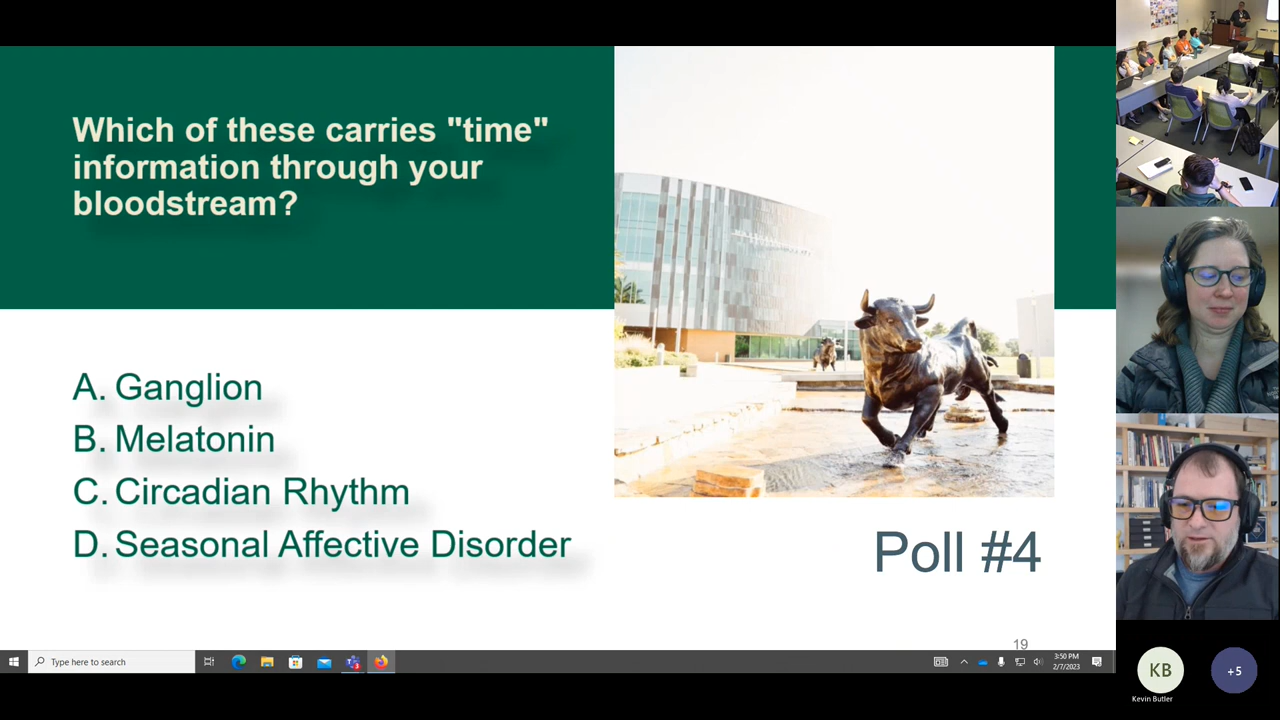 Which of these carries "time"
information through your
bloodstream?
A. Ganglion
B. Melatonin
C. Circadian Rhythm
D. Seasonal Affective Disorder
Poll #4
19
Type here to search
3:50 PM
2/7/2023
KB
Kevin Butler
+5